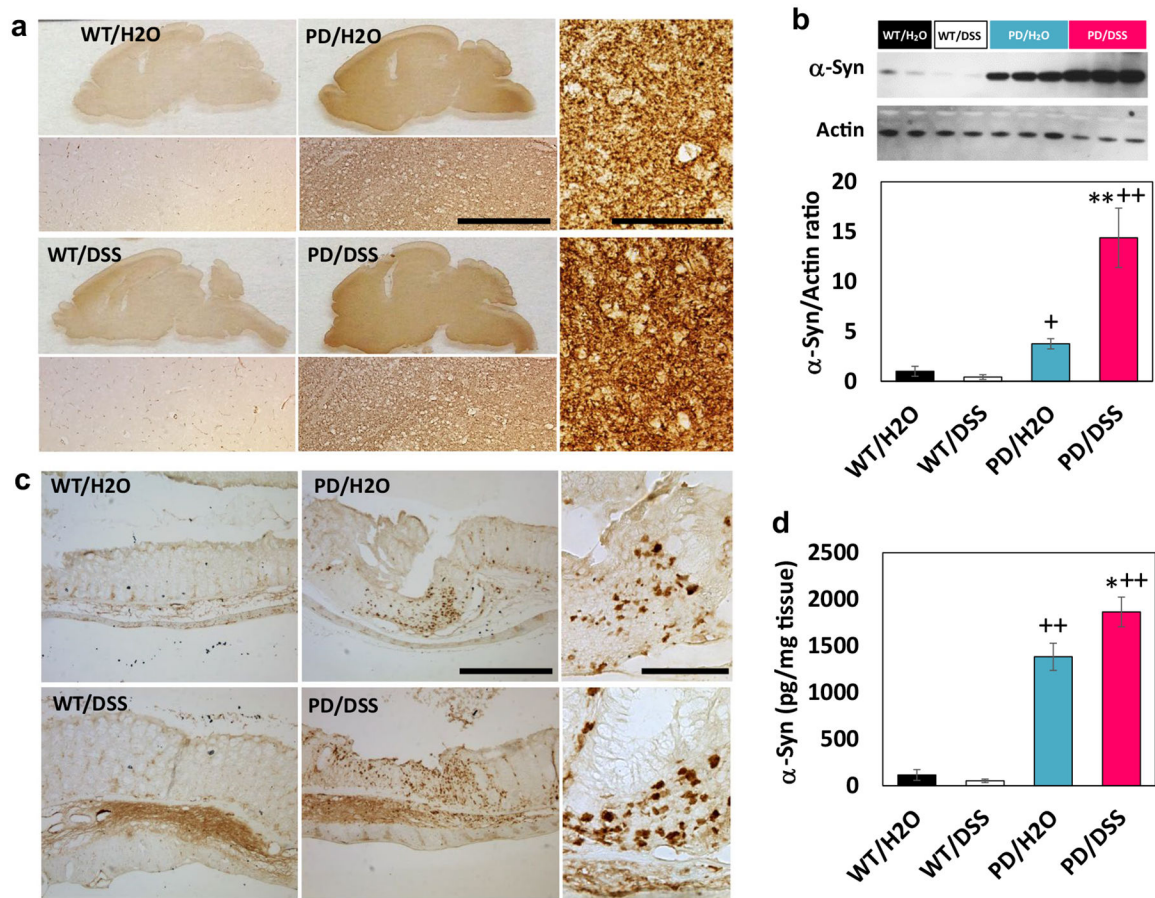 a
WT/H2O
PD/H2O
WT/DSS
PD/DSS
b
WT/H₂O WT/DSS PD/H₂O PD/DSS
α-Syn
Actin
α-Syn/Actin ratio
20
15
10
5
0
+
**++
WT/H2O
WT/DSS
PD/H2O
PD/DSS
c
WT/H2O
PD/H2O
WT/DSS
PD/DSS
d
α-Syn (pg/mg tissue)
2500
2000
1500
1000
500
0
++
*++
WT/H2O
WT/DSS
PD/H2O
PD/DSS